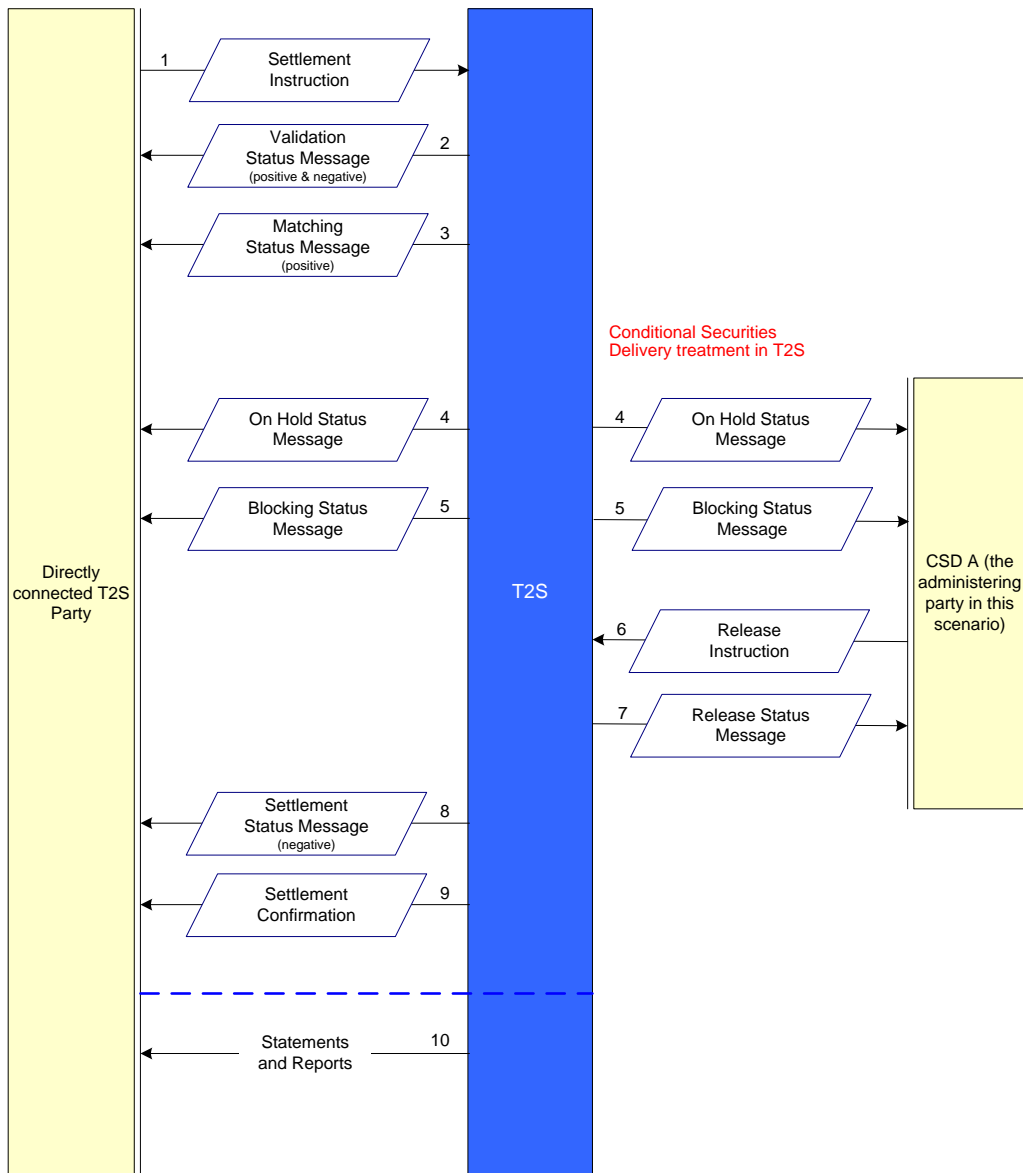 1
Settlement
Instruction
Validation
Status Message
(positive & negative)
2
Matching
Status Message
(positive)
3
Conditional Securities
Delivery treatment in T2S
On Hold Status
Message
4
4
On Hold Status
Message
Blocking Status
Message
5
5
Blocking Status
Message
Directly
connected T2S
Party
T2S
CSD A (the
administering
party in this
scenario)
6
Release
Instruction
7
Release Status
Message
Settlement
Status Message
(negative)
8
Settlement
Confirmation
9
Statements
and Reports
10